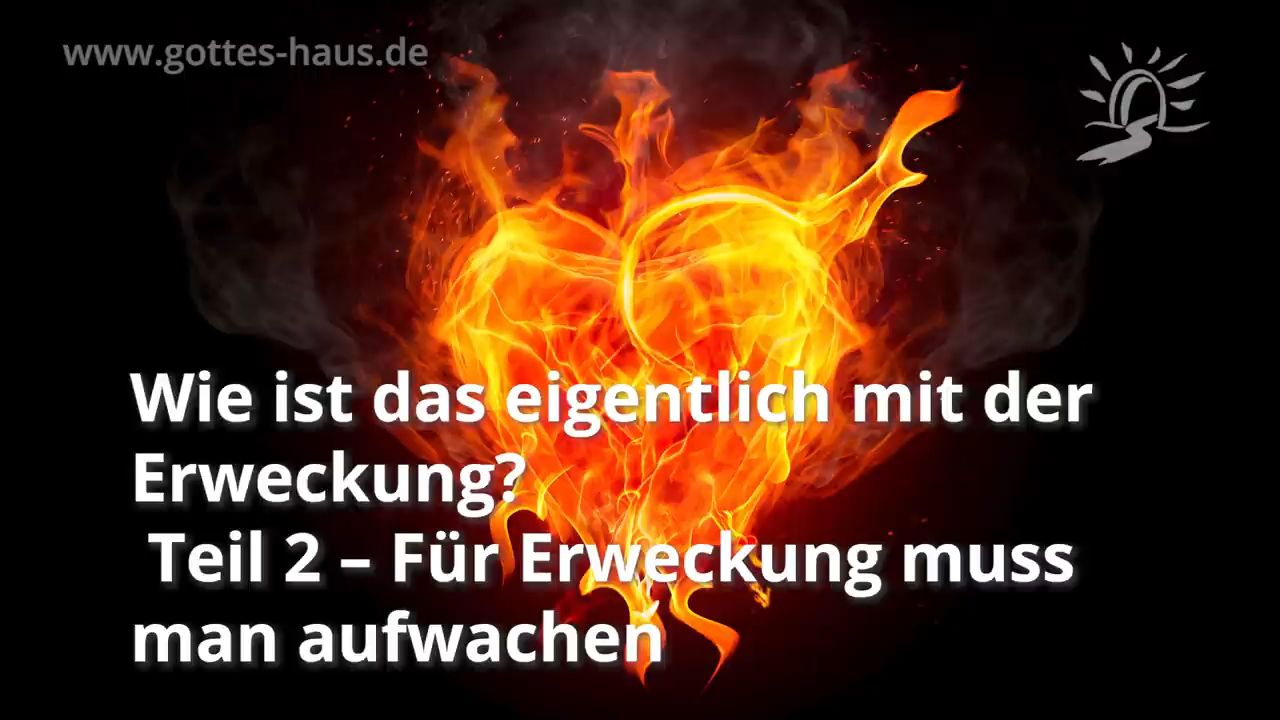 www.gottes-haus.de
Wie ist das eigentlich mit der
Erweckung?
Teil 2 – Für Erweckung muss
man aufwachen